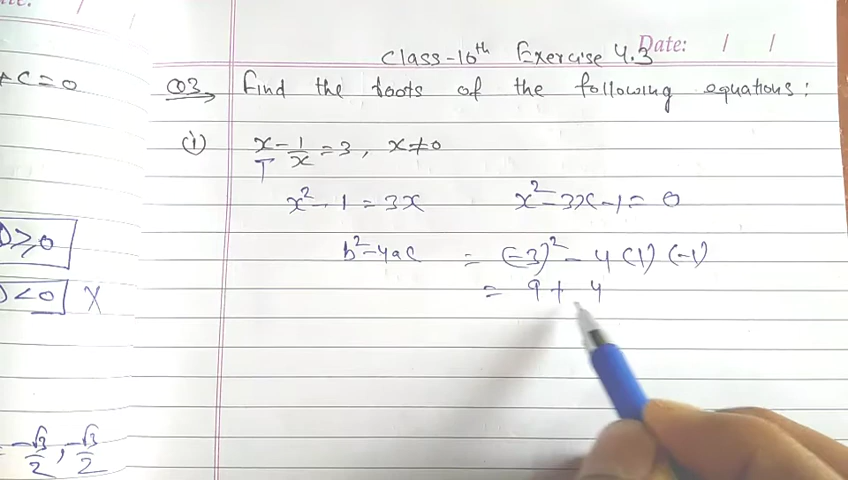 Class-10th Exercise 4.3
Date: / /
Q3 Find the roots of the following equations:
(i) x/1 - 1/x = 3, x ≠ 0
x² - 1 = 3x x² - 3x - 1 = 0
b² - 4ac = (-3)² - 4 (1) (-1)
= 9 + 4
C = 0
D ≥ 0
D < 0 X
= -√3/2, -√3/2